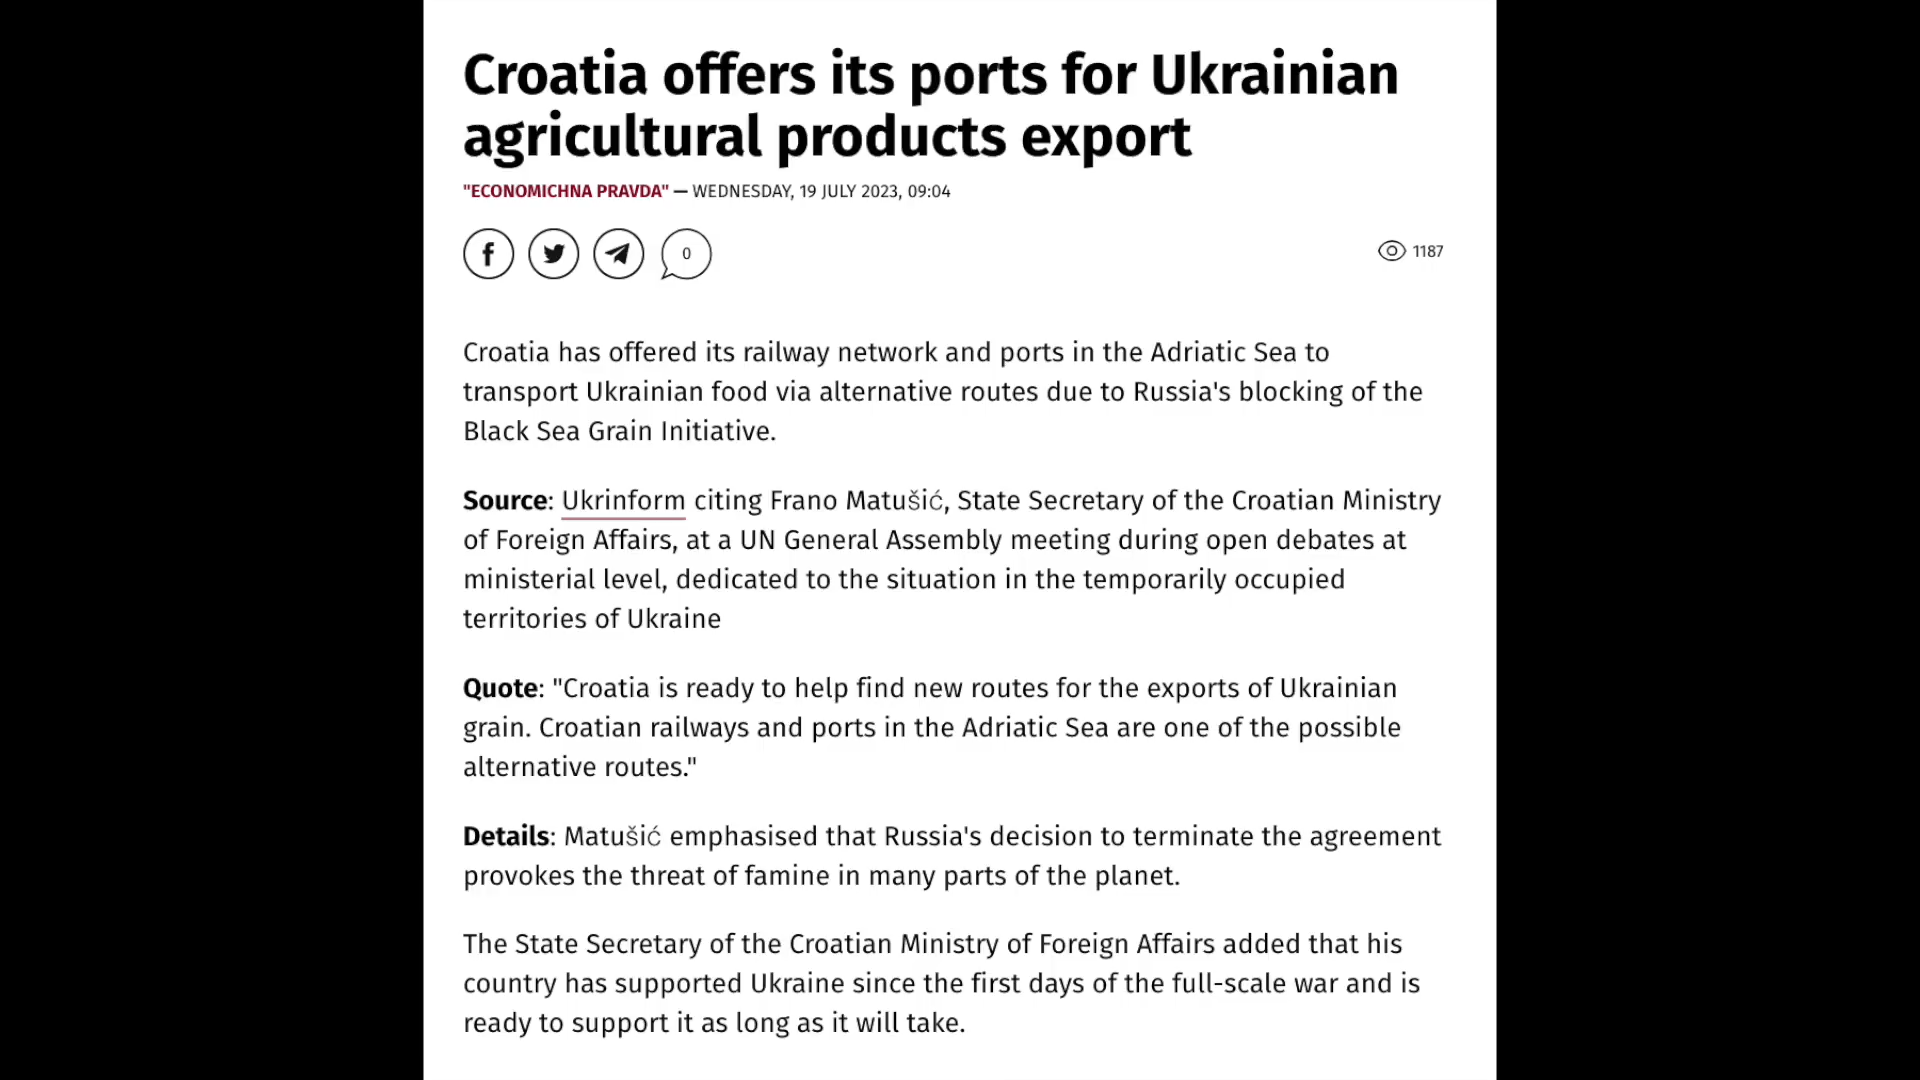 Croatia offers its ports for Ukrainian
agricultural products export
"ECONOMICHNA PRAVDA" — WEDNESDAY, 19 JULY 2023, 09:04
0
1187
Croatia has offered its railway network and ports in the Adriatic Sea to
transport Ukrainian food via alternative routes due to Russia's blocking of the
Black Sea Grain Initiative.
Source: Ukrinform citing Frano Matušić, State Secretary of the Croatian Ministry
of Foreign Affairs, at a UN General Assembly meeting during open debates at
ministerial level, dedicated to the situation in the temporarily occupied
territories of Ukraine
Quote: "Croatia is ready to help find new routes for the exports of Ukrainian
grain. Croatian railways and ports in the Adriatic Sea are one of the possible
alternative routes."
Details: Matušić emphasised that Russia's decision to terminate the agreement
provokes the threat of famine in many parts of the planet.
The State Secretary of the Croatian Ministry of Foreign Affairs added that his
country has supported Ukraine since the first days of the full-scale war and is
ready to support it as long as it will take.